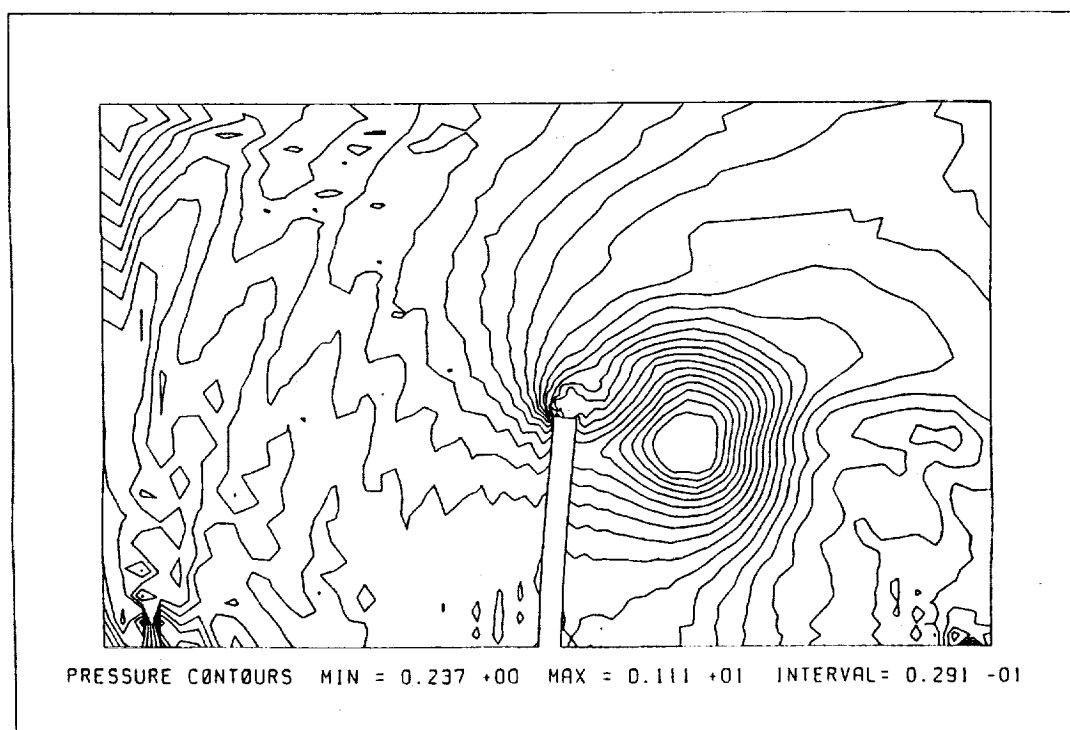 PRESSURE CØNTØURS MIN = 0.237 +00 MAX = 0.111 +01 INTERVAL= 0.291 -01